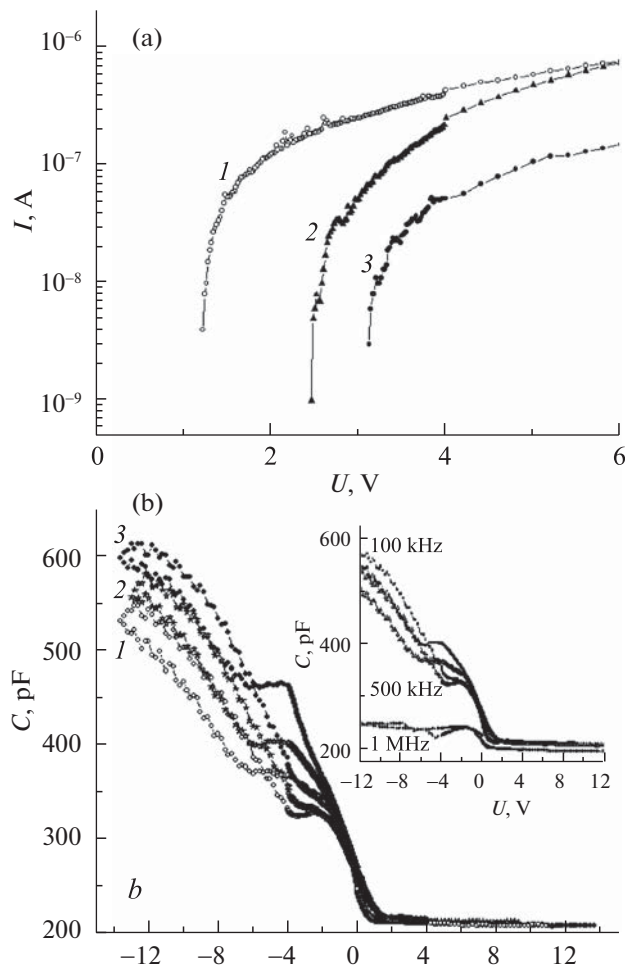 (a)
10⁻⁶
10⁻⁷
10⁻⁸
10⁻⁹
I, A
1
2
3
0 2 4 6
U, V
(b)
600
500
400
300
200
C, pF
3
2
1
b
−12 −8 −4 0 4 8 12
600
400
200
C, pF
100 kHz
500 kHz
1 MHz
−12 −8 −4 0 4 8 12
U, V